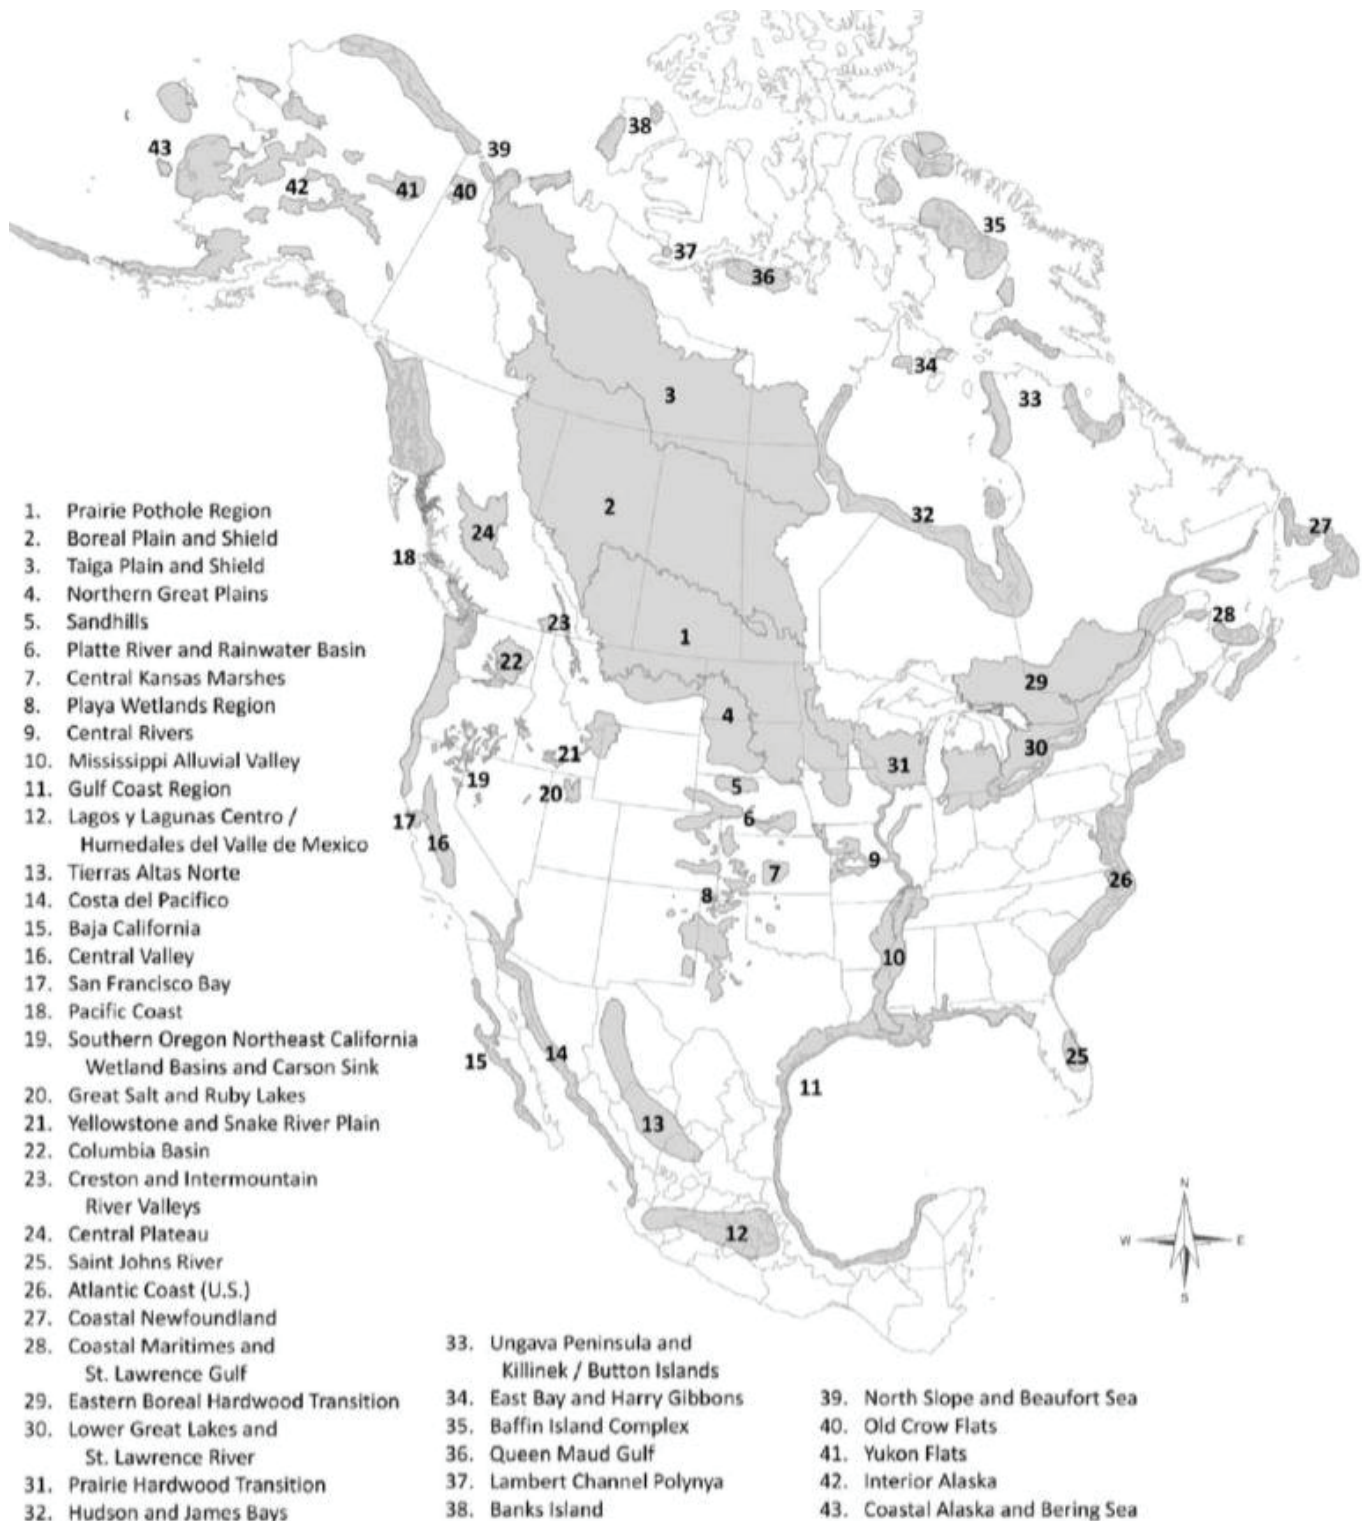 38
39
43
42
41
40
35
37
36
34
3
33
2
32
27
24
18
28
23
1
22
29
4
30
21
31
19
5
20
17
6
16
9
7
8
26
10
14
25
15
11
13
12
N
W
E
S
1. Prairie Pothole Region
2. Boreal Plain and Shield
3. Taiga Plain and Shield
4. Northern Great Plains
5. Sandhills
6. Platte River and Rainwater Basin
7. Central Kansas Marshes
8. Playa Wetlands Region
9. Central Rivers
10. Mississippi Alluvial Valley
11. Gulf Coast Region
12. Lagos y Lagunas Centro /
Humedales del Valle de Mexico
13. Tierras Altas Norte
14. Costa del Pacifico
15. Baja California
16. Central Valley
17. San Francisco Bay
18. Pacific Coast
19. Southern Oregon Northeast California
Wetland Basins and Carson Sink
20. Great Salt and Ruby Lakes
21. Yellowstone and Snake River Plain
22. Columbia Basin
23. Creston and Intermountain
River Valleys
24. Central Plateau
25. Saint Johns River
26. Atlantic Coast (U.S.)
27. Coastal Newfoundland
28. Coastal Maritimes and
St. Lawrence Gulf
29. Eastern Boreal Hardwood Transition
30. Lower Great Lakes and
St. Lawrence River
31. Prairie Hardwood Transition
32. Hudson and James Bays
33. Ungava Peninsula and
Killinek / Button Islands
34. East Bay and Harry Gibbons
35. Baffin Island Complex
36. Queen Maud Gulf
37. Lambert Channel Polynya
38. Banks Island
39. North Slope and Beaufort Sea
40. Old Crow Flats
41. Yukon Flats
42. Interior Alaska
43. Coastal Alaska and Bering Sea